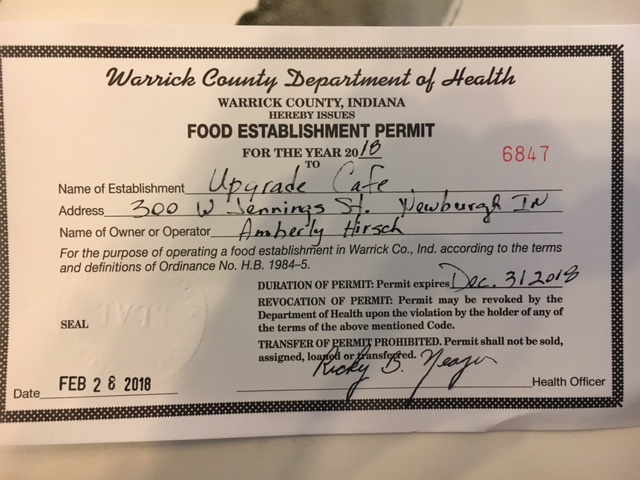 Warrick County Department of Health
WARRICK COUNTY, INDIANA
HEREBY ISSUES
FOOD ESTABLISHMENT PERMIT
FOR THE YEAR 2018
6847
TO
Name of Establishment Upgrade Cafe
Address 300 W Jennings St. Newburgh IN
Name of Owner or Operator Amberly Hirsch
For the purpose of operating a food establishment in Warrick Co., Ind. according to the terms
and definitions of Ordinance No. H.B. 1984-5.
DURATION OF PERMIT: Permit expires Dec. 31 2018
REVOCATION OF PERMIT: Permit may be revoked by the
Department of Health upon the violation by the holder of any of
the terms of the above mentioned Code.
SEAL
TRANSFER OF PERMIT PROHIBITED. Permit shall not be sold,
assigned, loaned or transferred.
Ricky B. Yeager
Date FEB 28 2018
Health Officer